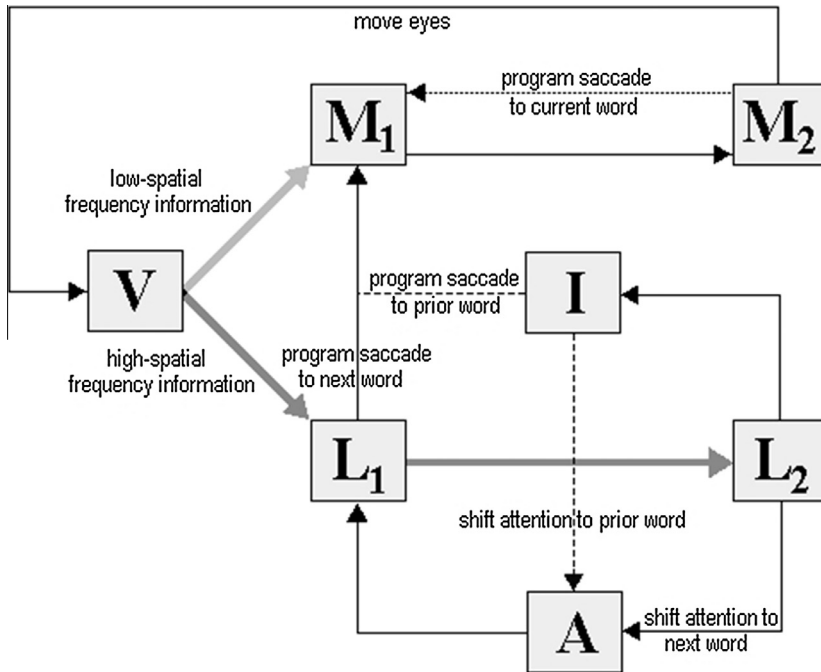 move eyes
program saccade
to current word
M1
M2
low-spatial
frequency information
program saccade
to prior word
V
I
high-spatial
frequency information
program saccade
to next word
L1
L2
shift attention to prior word
A
shift attention to
next word